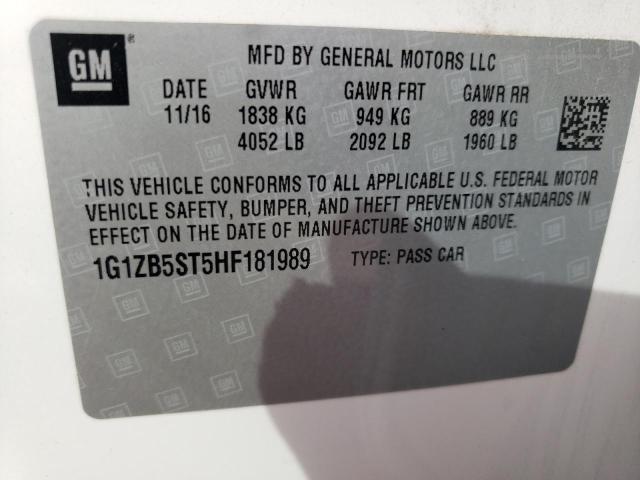 GM
MFD BY GENERAL MOTORS LLC
DATE GVWR GAWR FRT GAWR RR
11/16 1838 KG 949 KG 889 KG
4052 LB 2092 LB 1960 LB
THIS VEHICLE CONFORMS TO ALL APPLICABLE U.S. FEDERAL MOTOR
VEHICLE SAFETY, BUMPER, AND THEFT PREVENTION STANDARDS IN
EFFECT ON THE DATE OF MANUFACTURE SHOWN ABOVE.
1G1ZB5ST5HF181989 TYPE: PASS CAR